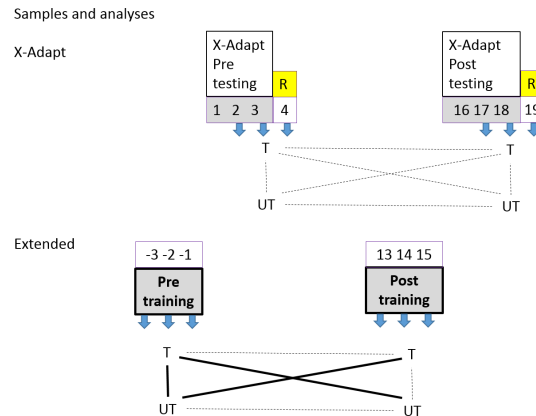 Samples and analyses
X-Adapt
X-Adapt
Pre
testing
R
1 2 3
4
X-Adapt
Post
testing
R
16 17 18
19
T
T
UT
UT
Extended
-3 -2 -1
Pre
training
13 14 15
Post
training
T
T
UT
UT